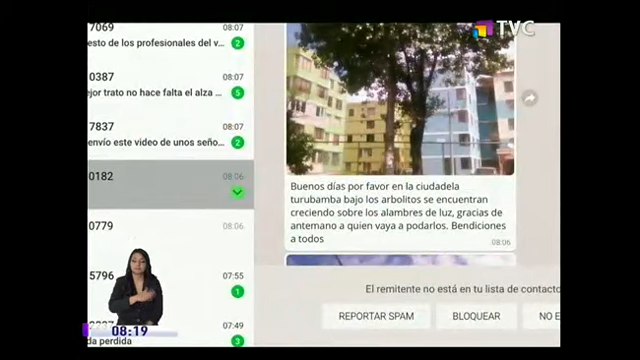 TVC
7069
08:07
esto de los profesionales del v...
2
0387
08:07
ejor trato no hace falta el alza ...
5
7837
08:07
envío este video de unos seño...
2
0182
08:06
0779
08:06
5796
07:55
1
07:49
da perdida
3
Buenos días por favor en la ciudadela
turubamba bajo los arbolitos se encuentran
creciendo sobre los alambres de luz, gracias de
antemano a quien vaya a podarlos. Bendiciones
a todos
08:06
El remitente no está en tu lista de contacto
REPORTAR SPAM
BLOQUEAR
NO E
08:19